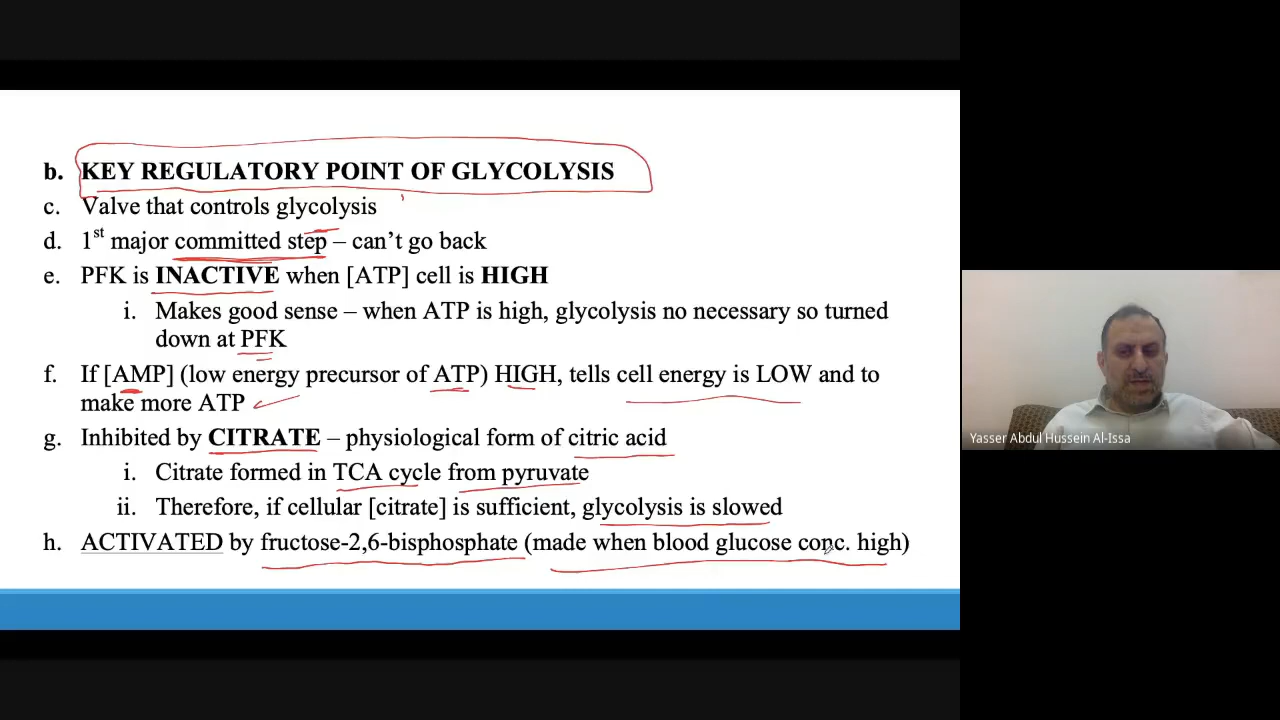 b. KEY REGULATORY POINT OF GLYCOLYSIS
c. Valve that controls glycolysis
d. 1st major committed step – can't go back
e. PFK is INACTIVE when [ATP] cell is HIGH
i. Makes good sense – when ATP is high, glycolysis no necessary so turned
down at PFK
f. If [AMP] (low energy precursor of ATP) HIGH, tells cell energy is LOW and to
make more ATP
g. Inhibited by CITRATE – physiological form of citric acid
i. Citrate formed in TCA cycle from pyruvate
ii. Therefore, if cellular [citrate] is sufficient, glycolysis is slowed
h. ACTIVATED by fructose-2,6-bisphosphate (made when blood glucose conc. high)
Yasser Abdul Hussein Al-Issa